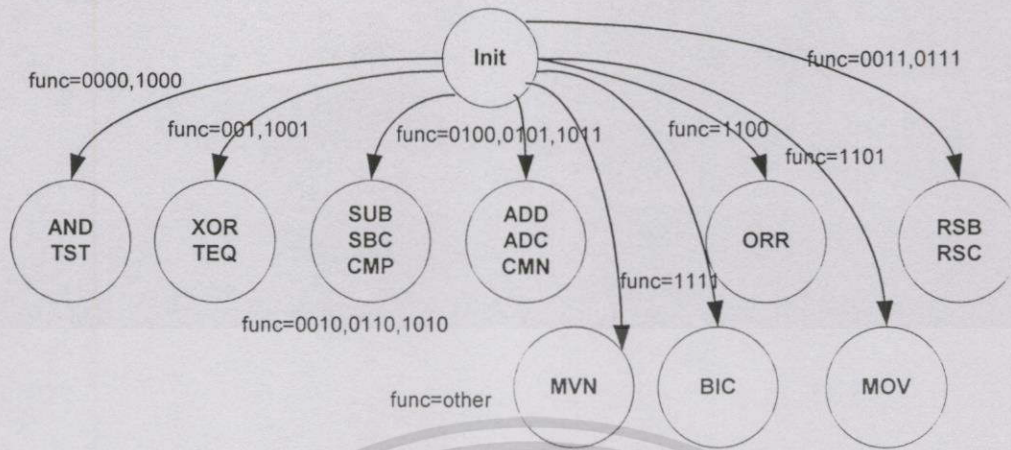 Init
func=0000,1000
func=0011,0111
func=001,1001
func=0100,0101,1011
func=1100
func=1101
AND
TST
XOR
TEQ
SUB
SBC
CMP
ADD
ADC
CMN
ORR
RSB
RSC
func=1111
func=0010,0110,1010
MVN
BIC
MOV
func=other